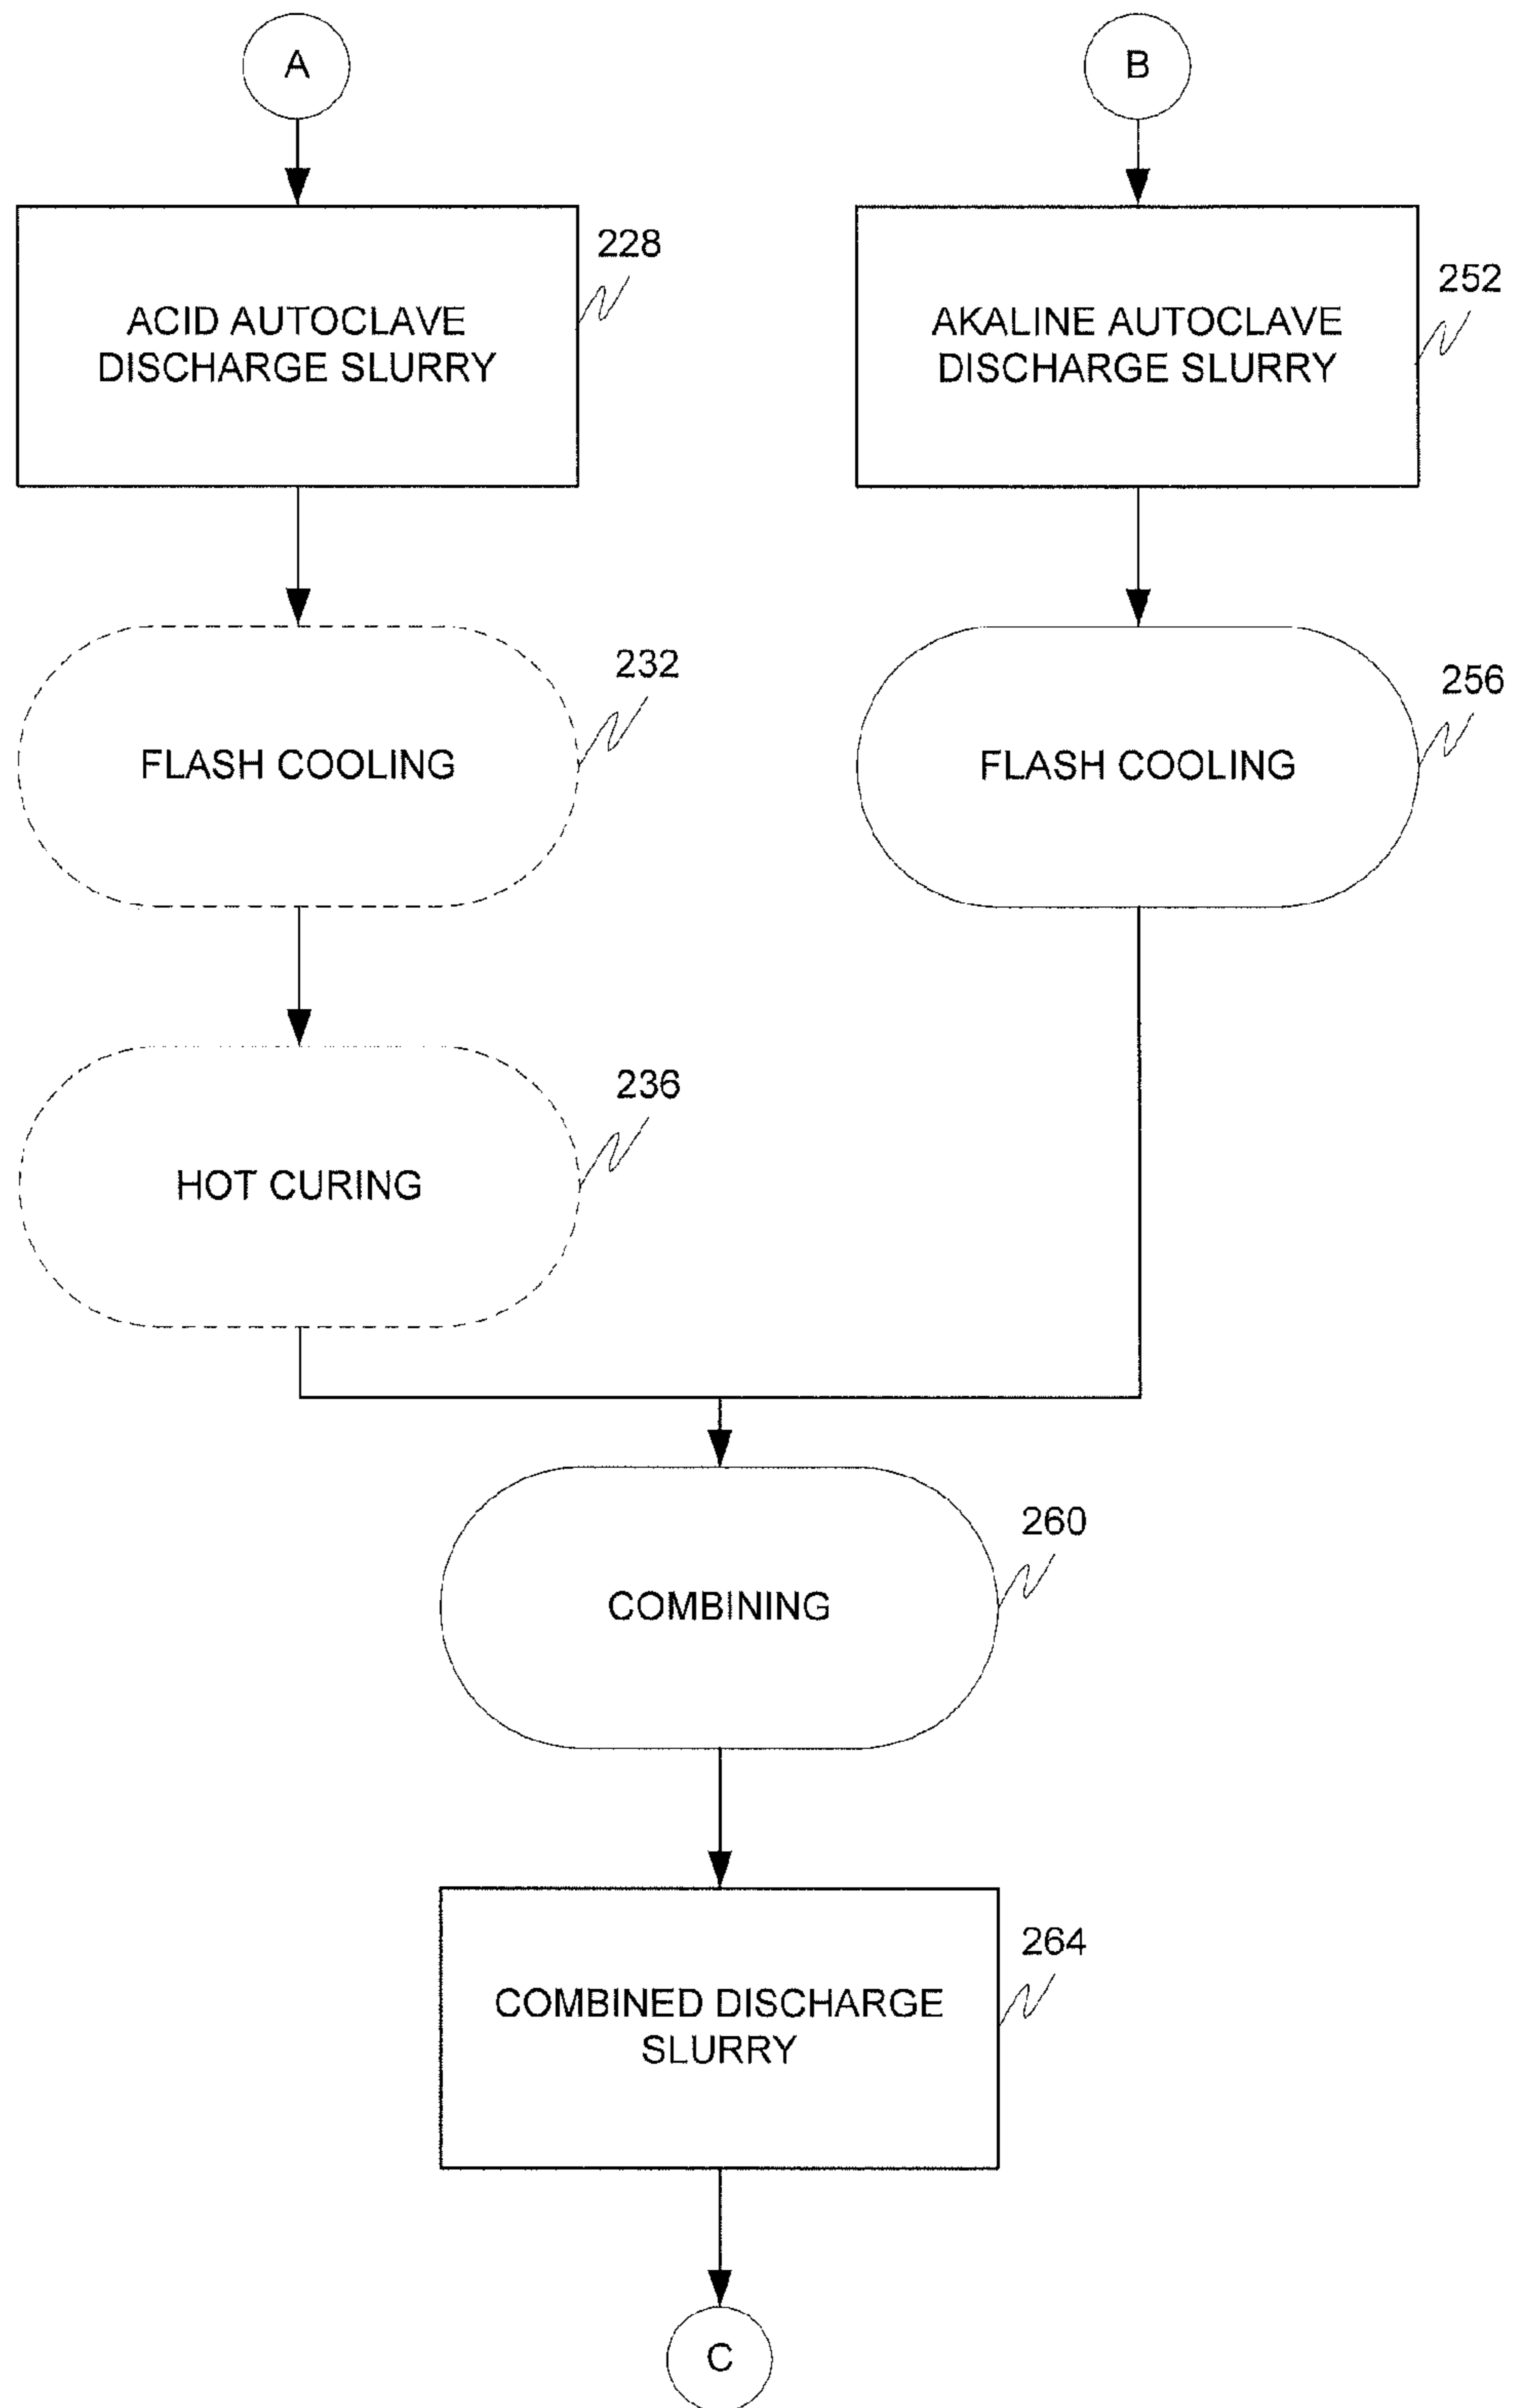 A
B
228
ACID AUTOCLAVE
DISCHARGE SLURRY
252
AKALINE AUTOCLAVE
DISCHARGE SLURRY
232
FLASH COOLING
256
FLASH COOLING
236
HOT CURING
260
COMBINING
264
COMBINED DISCHARGE
SLURRY
C